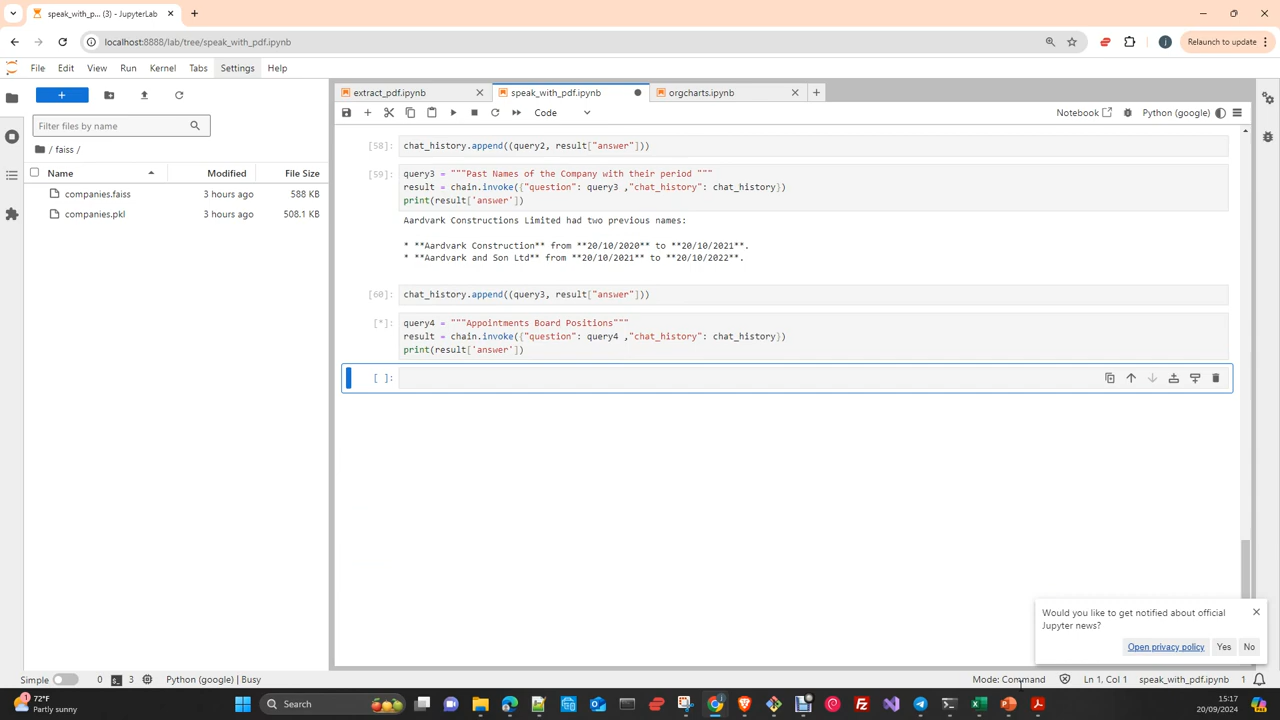 speak_with_p... (3) - JupyterLab
localhost:8888/lab/tree/speak_with_pdf.ipynb
Relaunch to update
File Edit View Run Kernel Tabs Settings Help
extract_pdf.ipynb
speak_with_pdf.ipynb
orgcharts.ipynb
Code
Notebook
Python (google)
Filter files by name
/ faiss /
Name Modified File Size
companies.faiss 3 hours ago 588 KB
companies.pkl 3 hours ago 508.1 KB
[58]: chat_history.append((query2, result["answer"]))
[59]: query3 = """Past Names of the Company with their period """
result = chain.invoke({"question": query3 ,"chat_history": chat_history})
print(result['answer'])
Aardvark Constructions Limited had two previous names:
* **Aardvark Construction** from **20/10/2020** to **20/10/2021**.
* **Aardvark and Son Ltd** from **20/10/2021** to **20/10/2022**.
[60]: chat_history.append((query3, result["answer"]))
[*]: query4 = """Appointments Board Positions"""
result = chain.invoke({"question": query4 ,"chat_history": chat_history})
print(result['answer'])
[ ]:
Would you like to get notified about official
Jupyter news?
Open privacy policy Yes No
Simple 0 3 Python (google) | Busy
Mode: Command Ln 1, Col 1 speak_with_pdf.ipynb 1
72°F
Partly sunny
Search
15:17
20/09/2024